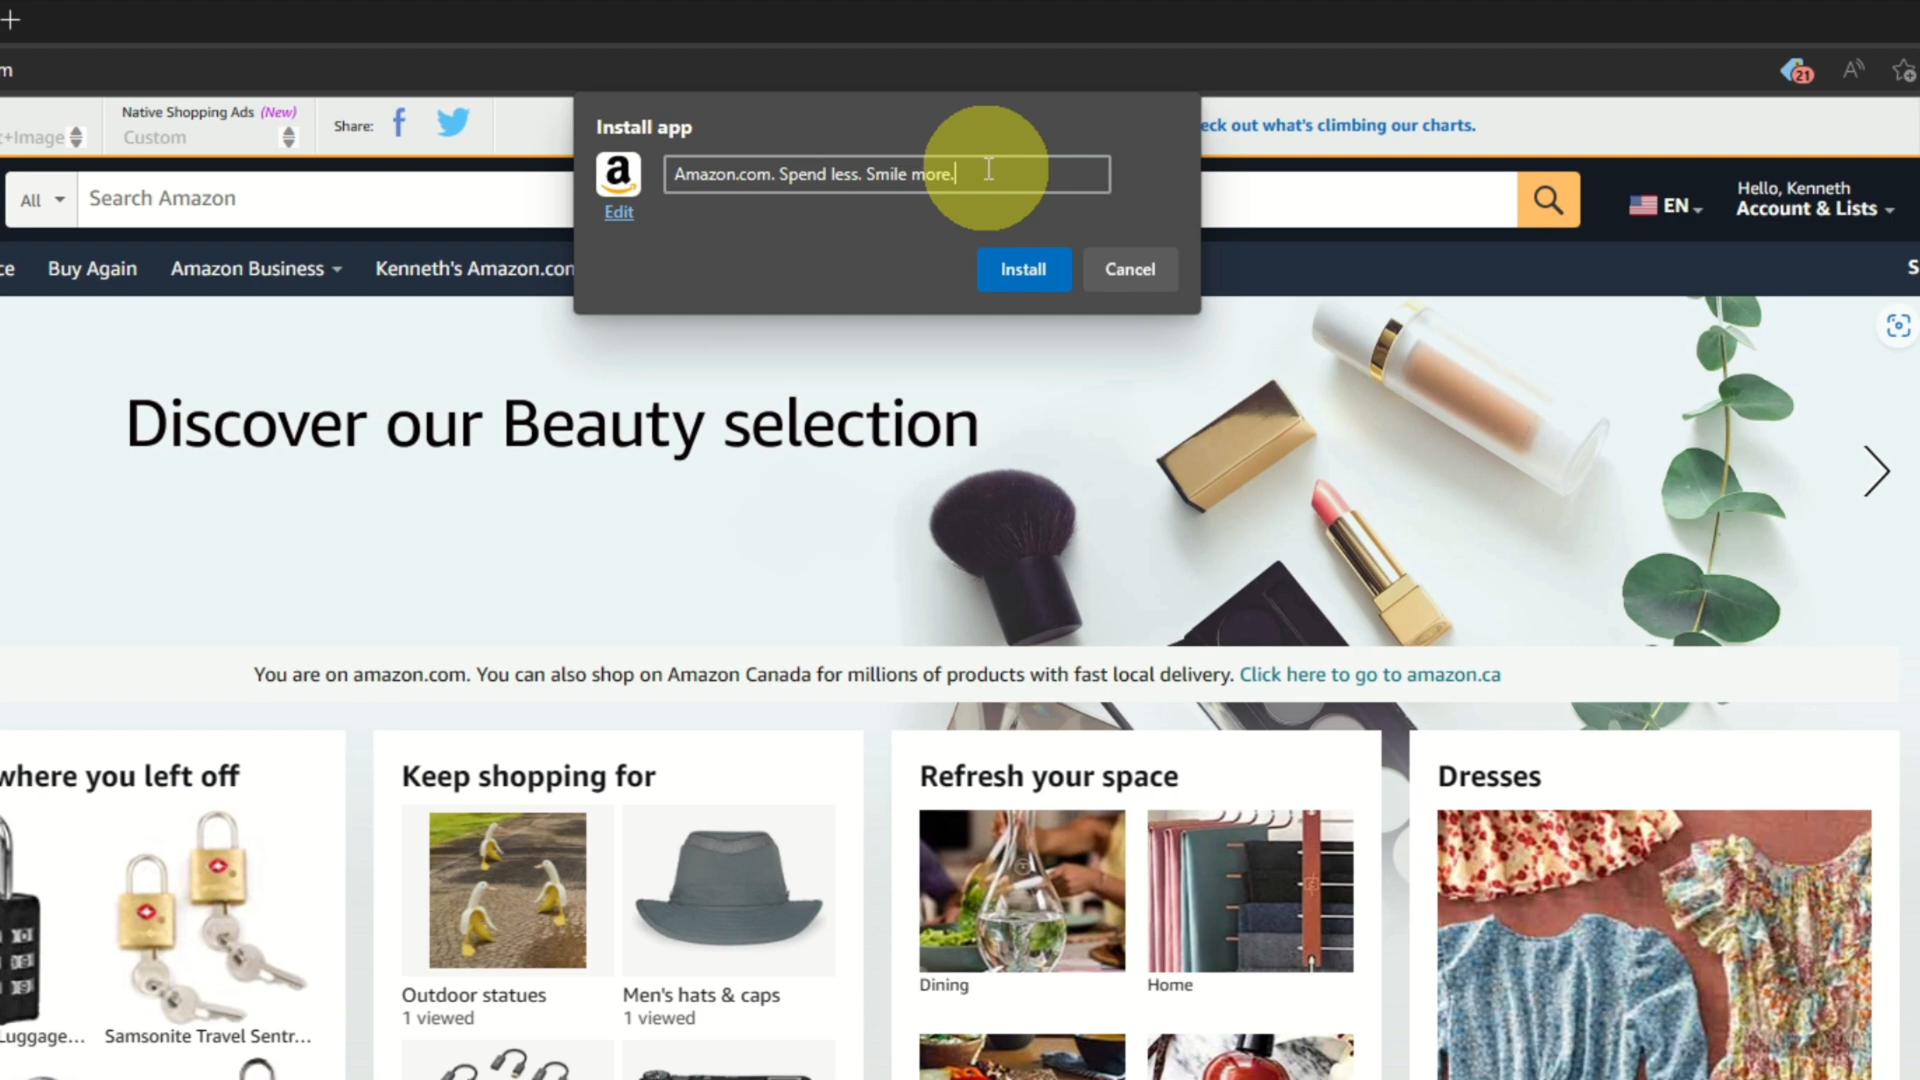 m
21
Native Shopping Ads (New)
t+Image
Custom
Share:
Install app
eck out what's climbing our charts.
a
Amazon.com. Spend less. Smile more.
Edit
All
Search Amazon
EN
Hello, Kenneth
Account & Lists
Install
Cancel
ce
Buy Again
Amazon Business
Kenneth's Amazon.com
S
Discover our Beauty selection
You are on amazon.com. You can also shop on Amazon Canada for millions of products with fast local delivery. Click here to go to amazon.ca
where you left off
Keep shopping for
Refresh your space
Dresses
Luggage...
Samsonite Travel Sentr...
Outdoor statues
1 viewed
Men's hats & caps
1 viewed
Dining
Home